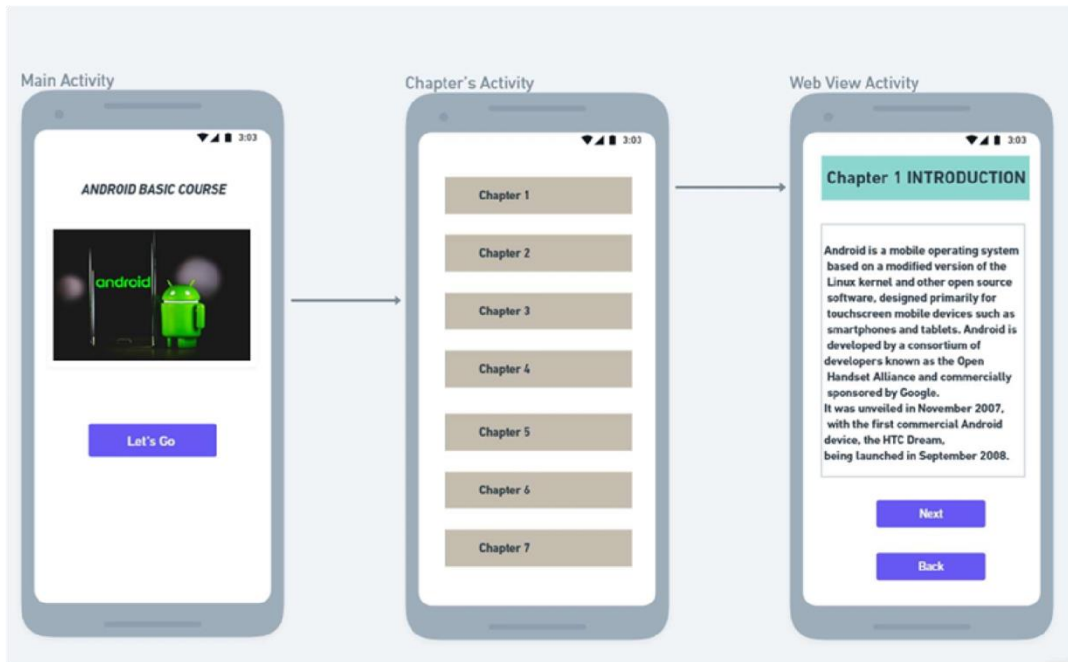 Main Activity
3:03
ANDROID BASIC COURSE
android
Let's Go
Chapter's Activity
3:03
Chapter 1
Chapter 2
Chapter 3
Chapter 4
Chapter 5
Chapter 6
Chapter 7
Web View Activity
3:03
Chapter 1 INTRODUCTION
Android is a mobile operating system
based on a modified version of the
Linux kernel and other open source
software, designed primarily for
touchscreen mobile devices such as
smartphones and tablets. Android is
developed by a consortium of
developers known as the Open
Handset Alliance and commercially
sponsored by Google.
It was unveiled in November 2007,
with the first commercial Android
device, the HTC Dream,
being launched in September 2008.
Next
Back